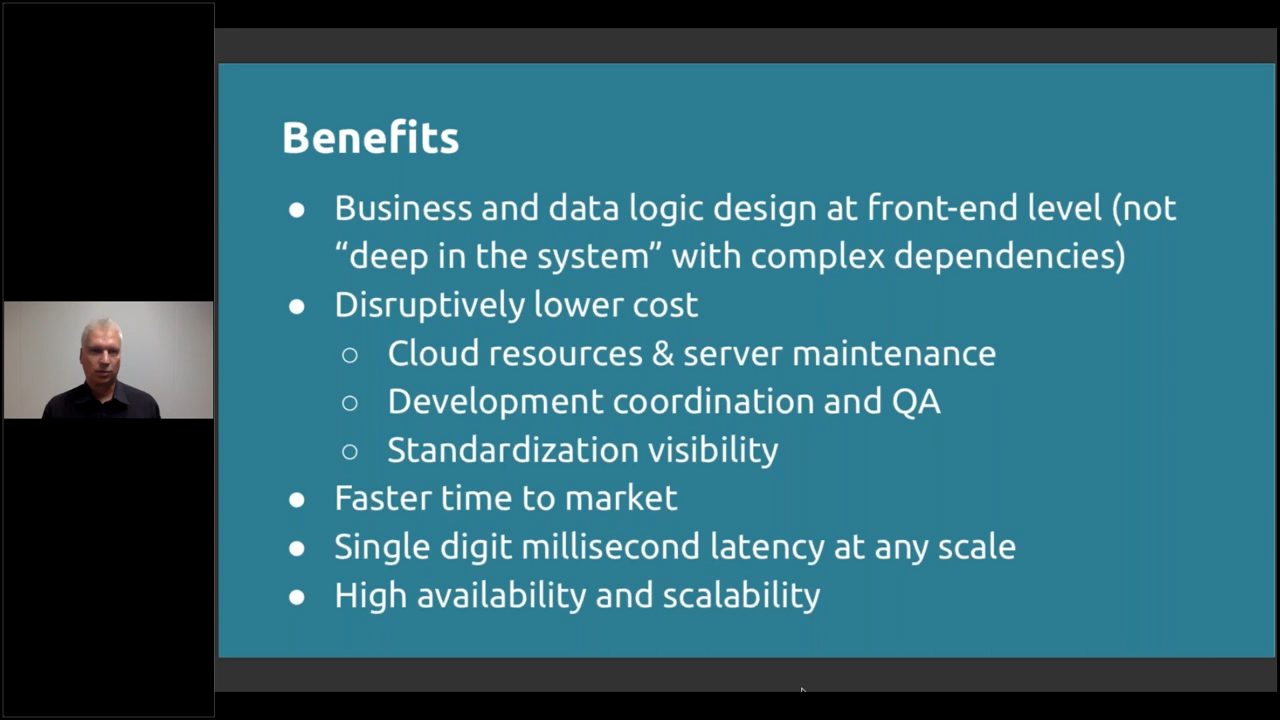 Benefits
● Business and data logic design at front-end level (not
“deep in the system” with complex dependencies)
● Disruptively lower cost
○ Cloud resources & server maintenance
○ Development coordination and QA
○ Standardization visibility
● Faster time to market
● Single digit millisecond latency at any scale
● High availability and scalability